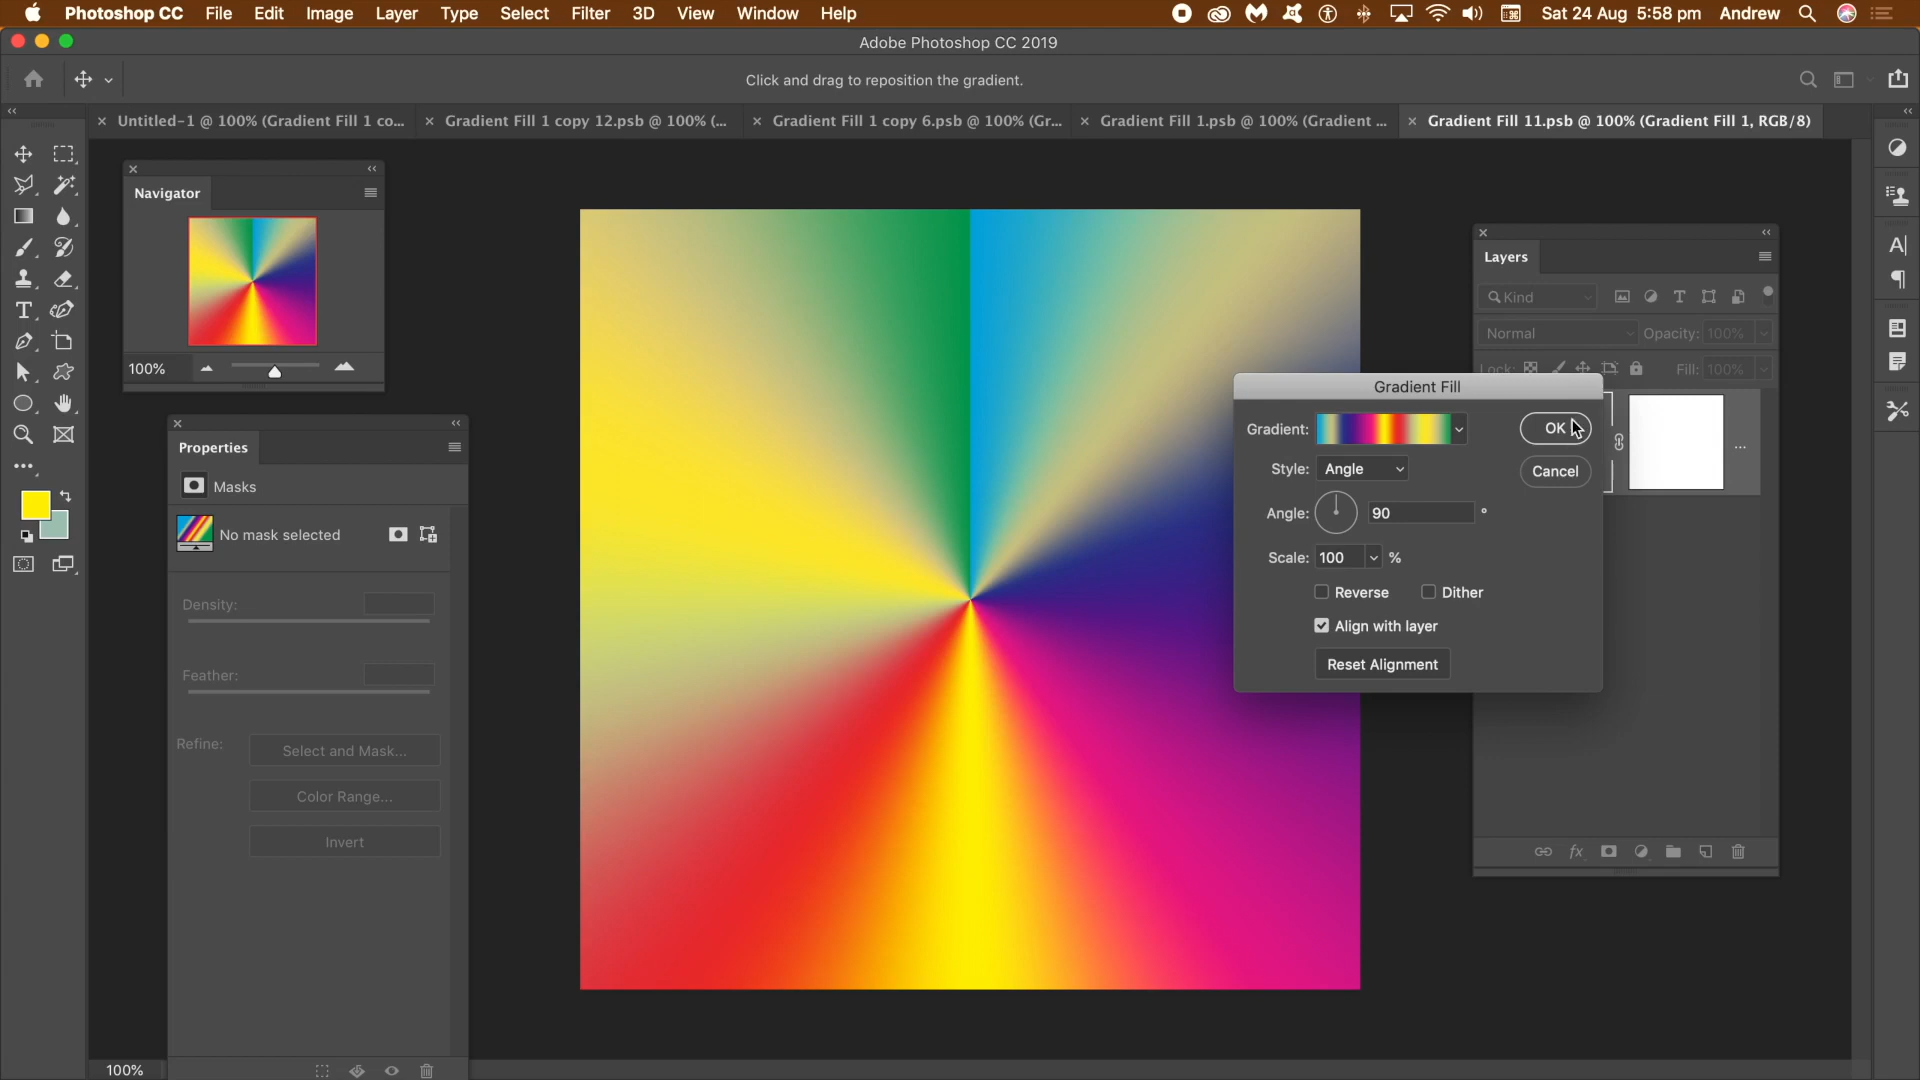 Photoshop CC File Edit Image Layer Type Select Filter 3D View Window Help Sat 24 Aug 5:58 pm Andrew
Adobe Photoshop CC 2019
Click and drag to reposition the gradient.
Untitled-1 @ 100% (Gradient Fill 1 co... Gradient Fill 1 copy 12.psb @ 100% (... Gradient Fill 1 copy 6.psb @ 100% (Gr... Gradient Fill 1.psb @ 100% (Gradient ... Gradient Fill 11.psb @ 100% (Gradient Fill 1, RGB/8)
Navigator
100%
Properties
Masks
No mask selected
Density:
Feather:
Refine:
Select and Mask...
Color Range...
Invert
100%
Layers
Kind
Normal Opacity: 100%
Lock: Fill: 100%
Gradient Fill
Gradient: OK
Style: Angle Cancel
Angle: 90 °
Scale: 100 %
Reverse Dither
Align with layer
Reset Alignment